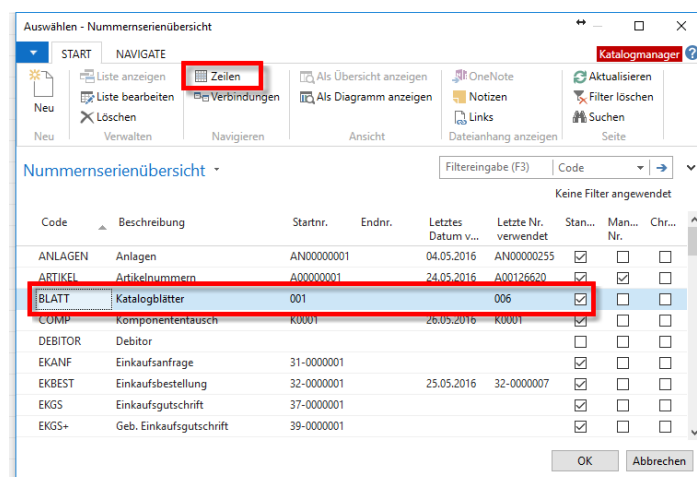 Auswählen - Nummernserienübersicht
START NAVIGATE Katalogmanager ?
Neu
Liste anzeigen
Liste bearbeiten
Löschen
Zeilen
Verbindungen
Als Übersicht anzeigen
Als Diagramm anzeigen
OneNote
Notizen
Links
Aktualisieren
Filter löschen
Suchen
Neu Verwalten Navigieren Ansicht Dateianhang anzeigen Seite
Nummernserienübersicht
Filtereingabe (F3) Code
Keine Filter angewendet
Code Beschreibung Startnr. Endnr. Letztes Datum v... Letzte Nr. verwendet Stan... Man... Nr. Chr...
ANLAGEN Anlagen AN00000001 04.05.2016 AN00000255
ARTIKEL Artikelnummern A00000001 24.05.2016 A00126620
BLATT Katalogblätter 001 006
COMP Komponententausch K0001 26.05.2016 K0001
DEBITOR Debitor
EKANF Einkaufsanfrage 31-0000001
EKBEST Einkaufsbestellung 32-0000001 25.05.2016 32-0000007
EKGS Einkaufsgutschrift 37-0000001
EKGS+ Geb. Einkaufsgutschrift 39-0000001
OK Abbrechen